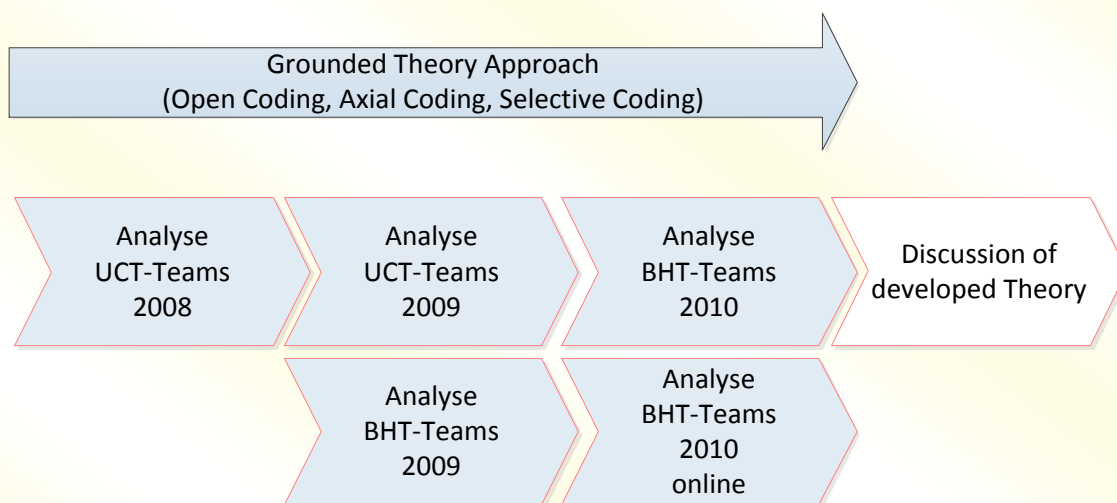 Grounded Theory Approach
(Open Coding, Axial Coding, Selective Coding)
Analyse
UCT-Teams
2008
Analyse
UCT-Teams
2009
Analyse
BHT-Teams
2010
Discussion of
developed Theory
Analyse
BHT-Teams
2009
Analyse
BHT-Teams
2010
online